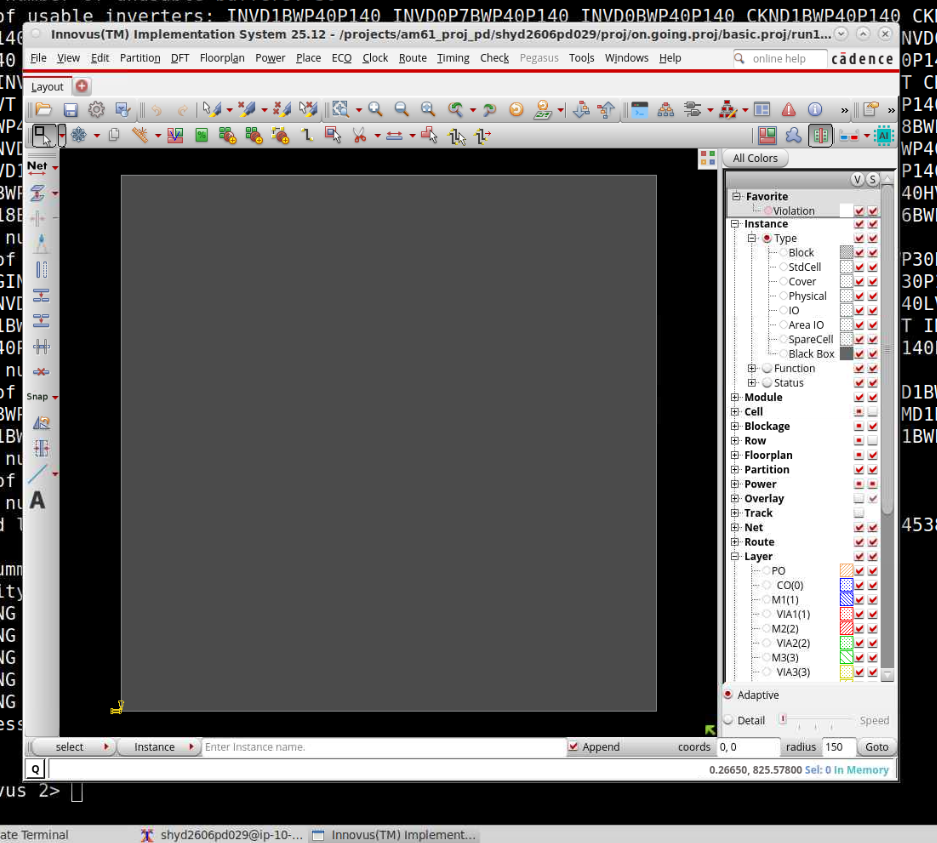 of usable inverters: INVD1BWP40P140 INVD0P7BWP40P140 INVD0BWP40P140 CKND1BWP40P140
Innovus(TM) Implementation System 25.12 - /projects/am61_proj_pd/shyd2606pd029/proj/on.going.proj/basic.proj/run1...
File View Edit Partition DFT Floorplan Power Place ECO Clock Route Timing Check Pegasus Tools Windows Help
online help
cādence
Layout
Net
Snap
A
AI
All Colors
V S
Favorite
Violation
Instance
Type
Block
StdCell
Cover
Physical
IO
Area IO
SpareCell
Black Box
Function
Status
Module
Cell
Blockage
Row
Floorplan
Partition
Power
Overlay
Track
Net
Route
Layer
PO
CO(0)
M1(1)
VIA1(1)
M2(2)
VIA2(2)
M3(3)
VIA3(3)
Adaptive
Detail Speed
select Instance Enter Instance name. Append coords 0, 0 radius 150 Goto
Q
0.26650, 825.57800 Sel: 0 In Memory
vus 2>
ate Terminal shyd2606pd029@ip-10-... Innovus(TM) Implement...